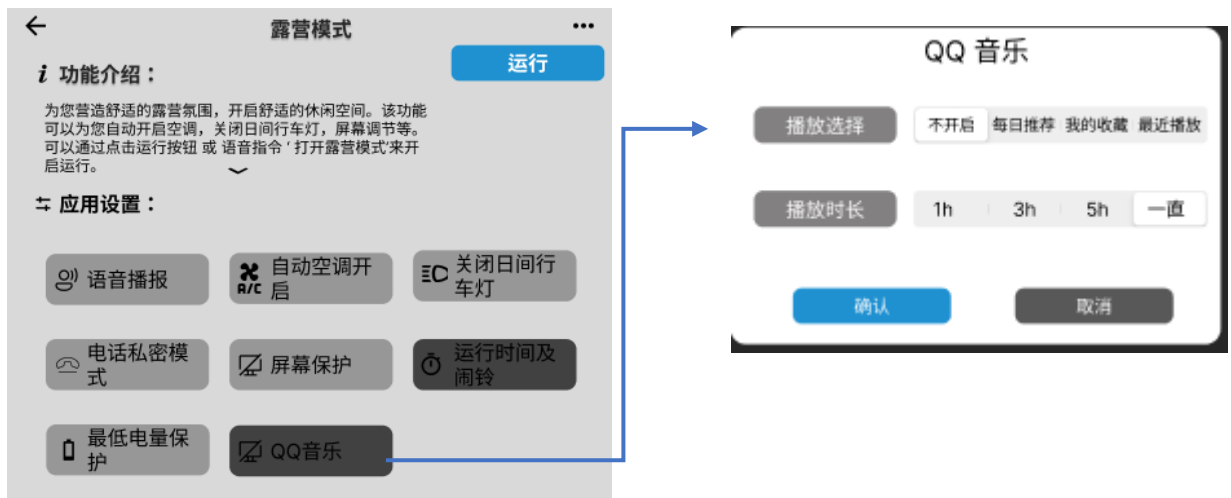 露营模式
运行
i 功能介绍：
为您营造舒适的露营氛围，开启舒适的休闲空间。该功能
可以为您自动开启空调，关闭日间行车灯，屏幕调节等。
可以通过点击运行按钮 或 语音指令 ‘ 打开露营模式’来开
启运行。
应用设置：
语音播报
A/C 自动空调开
启
关闭日间行
车灯
电话私密模
式
屏幕保护
运行时间及
闹铃
最低电量保
护
QQ音乐
QQ 音乐
播放选择 不开启 每日推荐 我的收藏 最近播放
播放时长 1h 3h 5h 一直
确认 取消